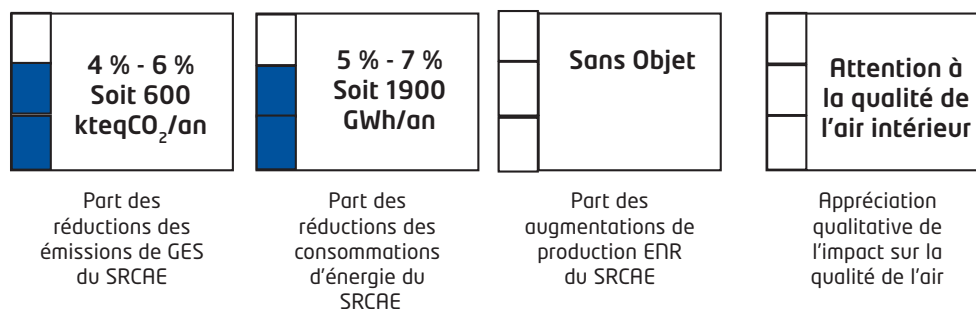 4 % - 6 %
Soit 600
kteqCO₂/an
Part des
réductions des
émissions de GES
du SRCAE
5 % - 7 %
Soit 1900
GWh/an
Part des
réductions des
consommations
d'énergie du
SRCAE
Sans Objet
Part des
augmentations de
production ENR
du SRCAE
Attention à
la qualité de
l'air intérieur
Appréciation
qualitative de
l'impact sur la
qualité de l'air